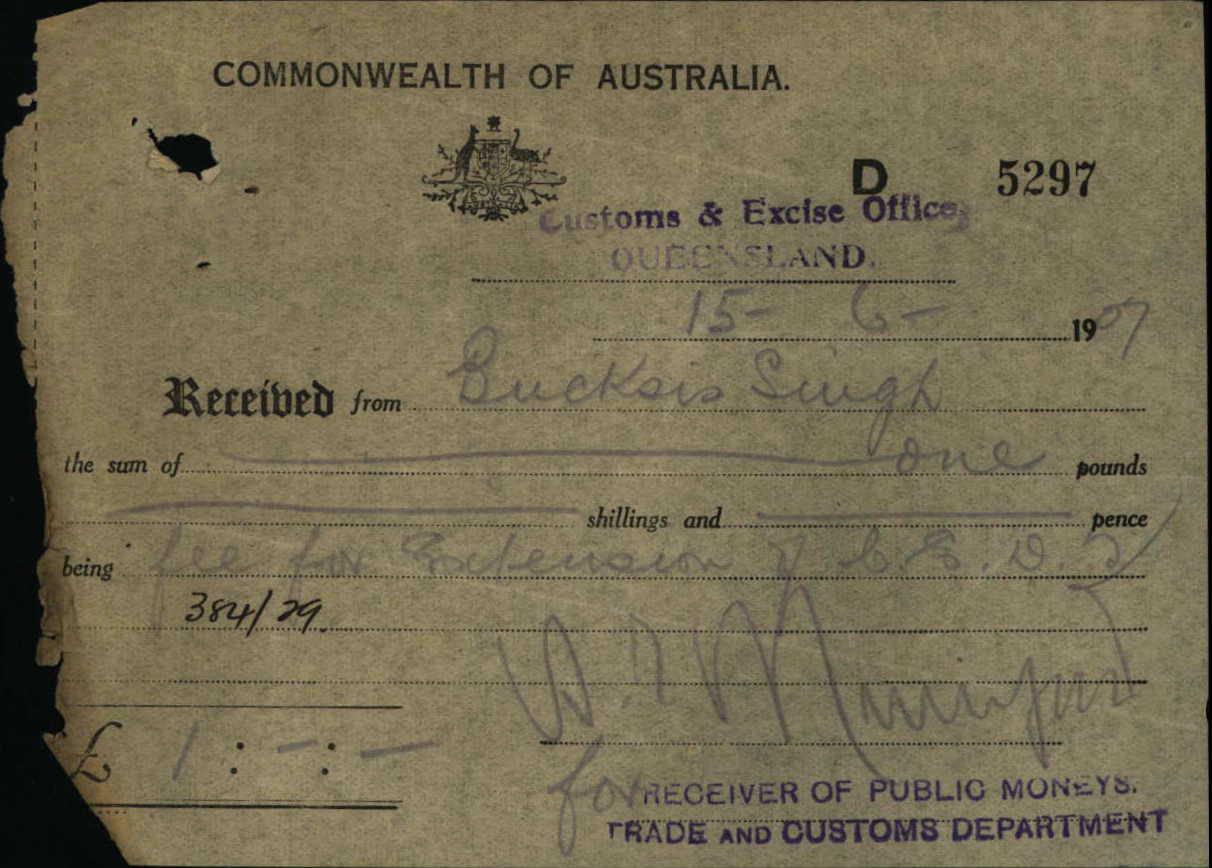 COMMONWEALTH OF AUSTRALIA.
D 5297
Customs & Excise Office,
QUEENSLAND.
15- 6- 1907
Received from Bucksis Singh
the sum of one pounds
shillings and pence
being fee for Extension of C.E.D.T
384/29.
£ 1 : - : -
for RECEIVER OF PUBLIC MONEYS.
TRADE AND CUSTOMS DEPARTMENT